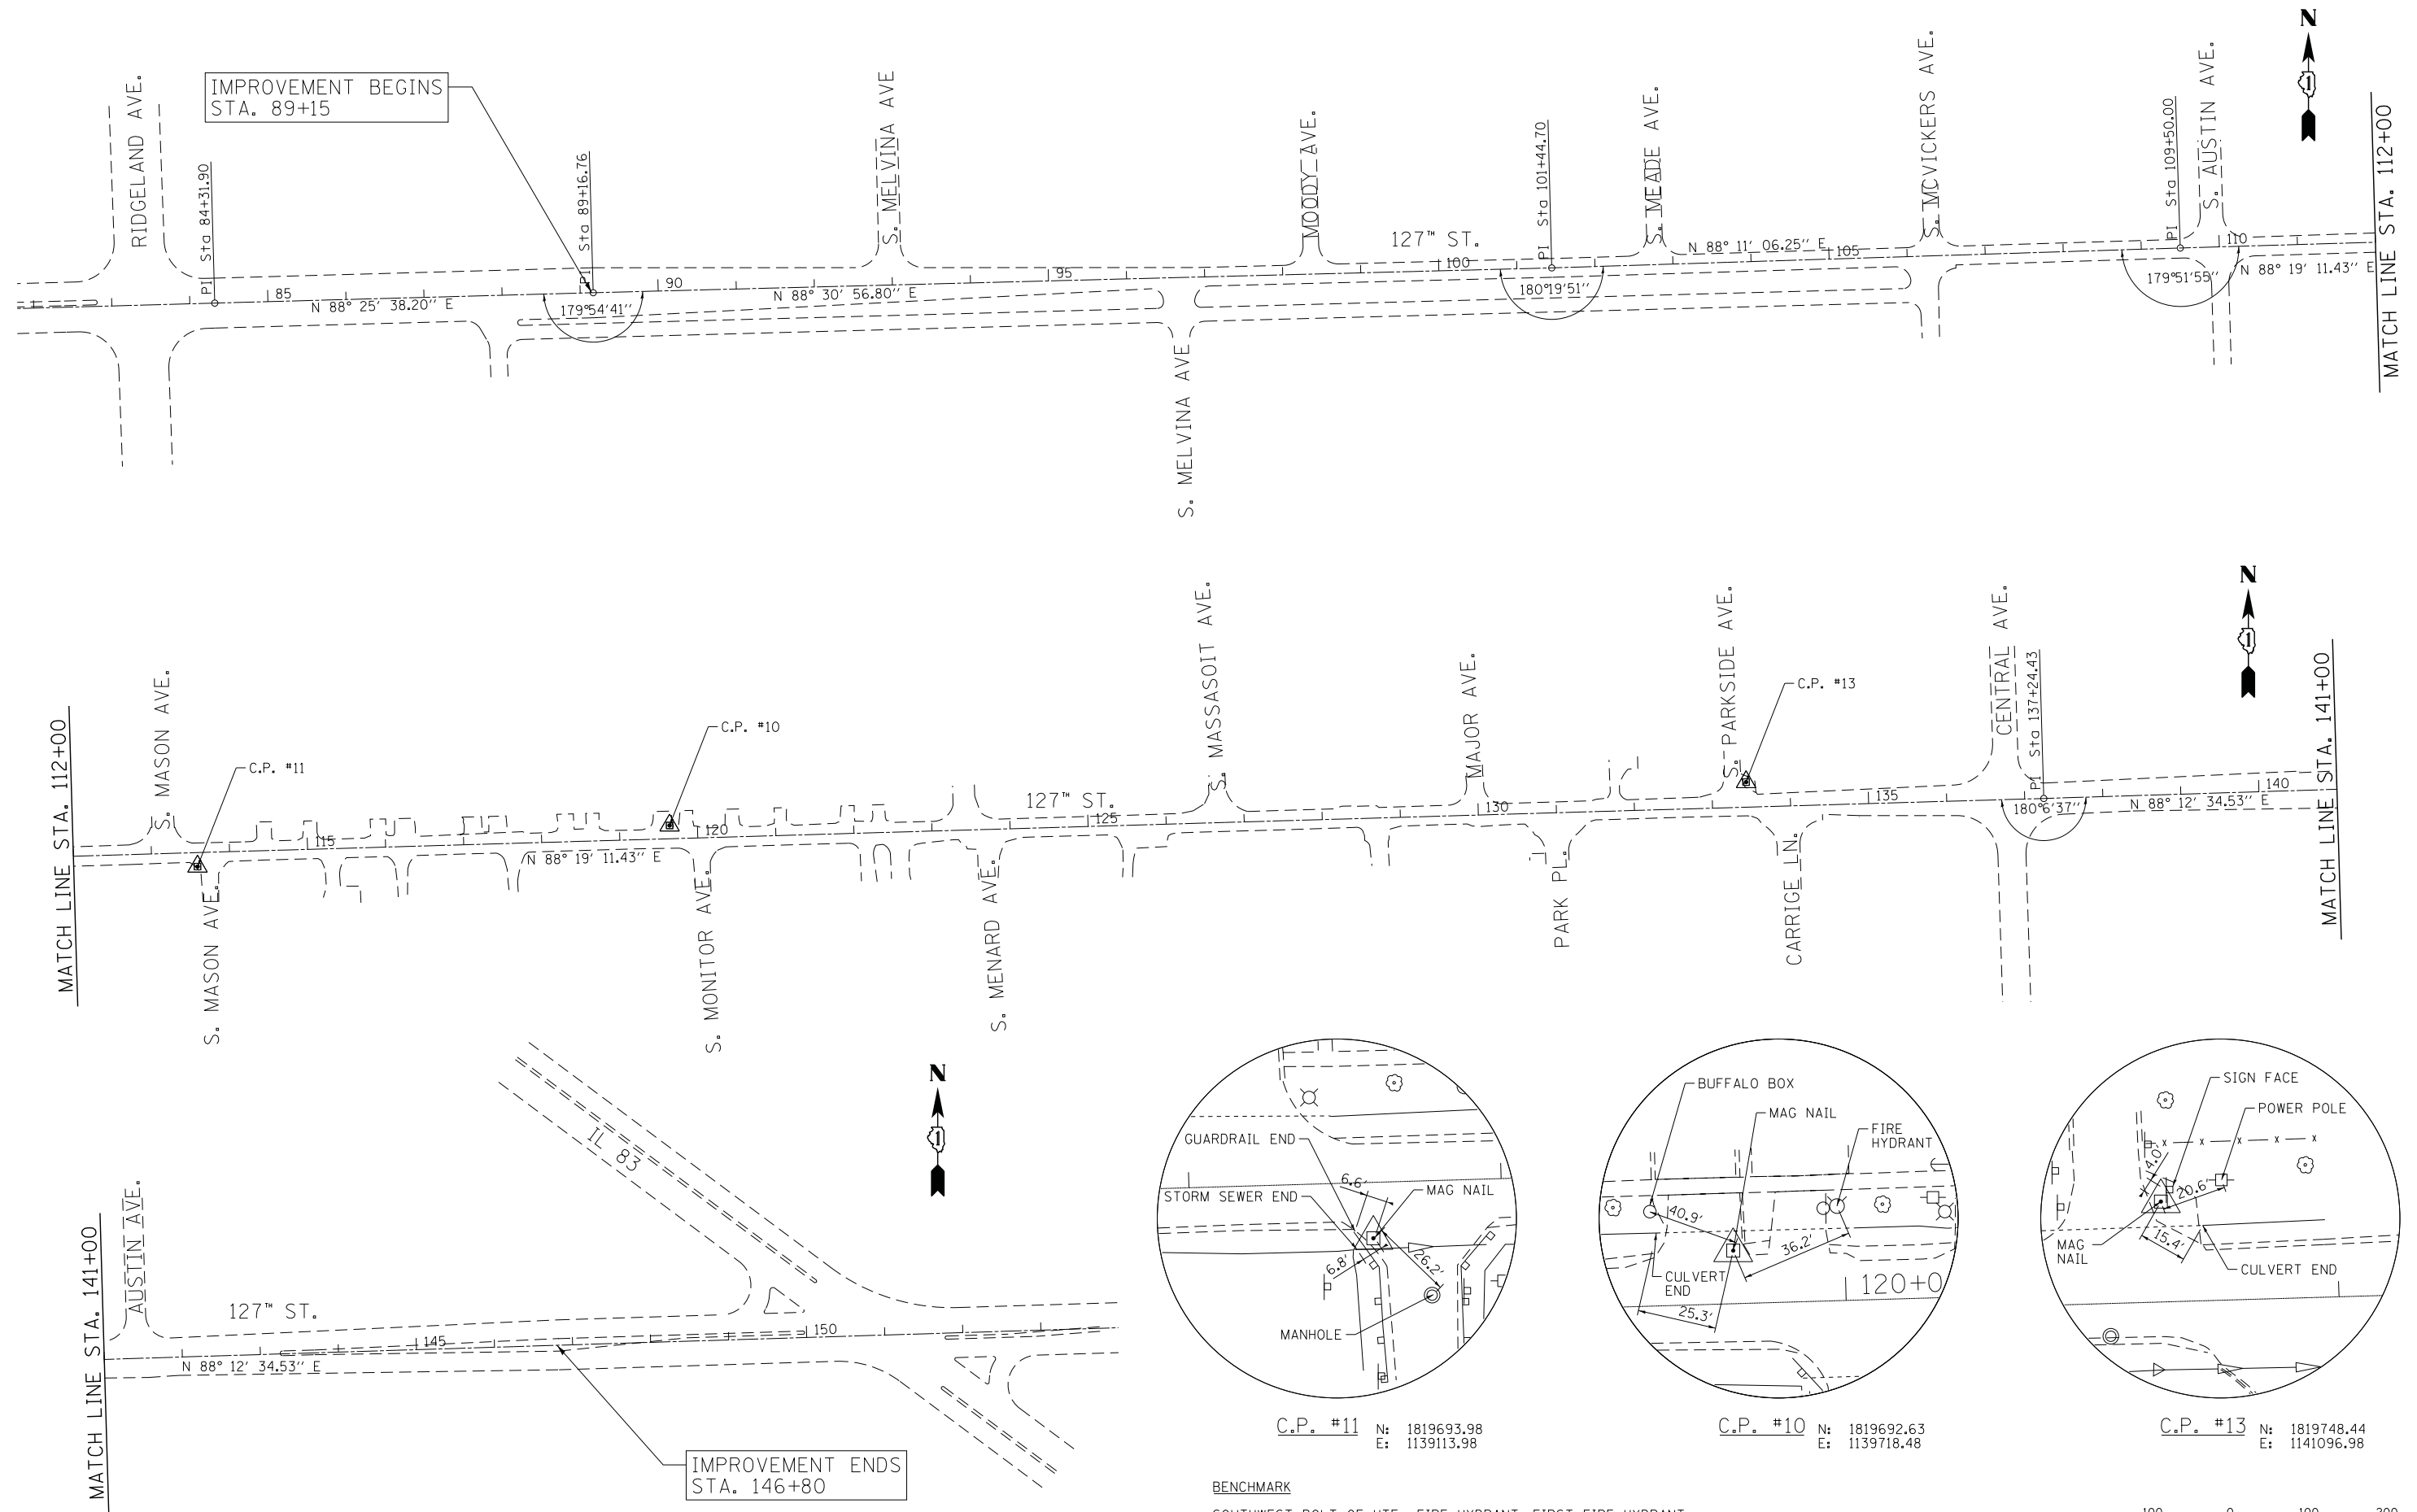 N
IMPROVEMENT BEGINS
STA. 89+15
RIDGELAND AVE.
PI Sta 84+31.90
PI Sta 89+16.76
S. MELVINA AVE
MOODY AVE.
PI Sta 101+44.70
S. MEADE AVE.
S. MCVICKERS AVE.
PI Sta 109+50.00
S. AUSTIN AVE.
MATCH LINE STA. 112+00
127TH ST.
85
90
95
100
105
110
N 88° 25' 38.20" E
179°54'41"
N 88° 30' 56.80" E
180°19'51"
N 88° 11' 06.25" E
179°51'55"
N 88° 19' 11.43" E
S. MELVINA AVE
N
MATCH LINE STA. 112+00
S. MASON AVE.
C.P. #11
C.P. #10
S. MASSASOIT AVE.
MAJOR AVE.
S. PARKSIDE AVE.
C.P. #13
CENTRAL AVE.
PI Sta 137+24.43
MATCH LINE STA. 141+00
127TH ST.
115
120
125
130
135
140
N 88° 19' 11.43" E
180°6'37"
N 88° 12' 34.53" E
S. MASON AVE.
S. MONITOR AVE.
S. MENARD AVE.
PARK PL.
CARRIGE LN.
N
MATCH LINE STA. 141+00
AUSTIN AVE.
IL 83
127TH ST.
145
150
N 88° 12' 34.53" E
IMPROVEMENT ENDS
STA. 146+80
GUARDRAIL END
STORM SEWER END
MAG NAIL
6.6'
6.8'
26.2'
MANHOLE
C.P. #11 N: 1819693.98
E: 1139113.98
BUFFALO BOX
MAG NAIL
FIRE
HYDRANT
40.9'
36.2'
CULVERT
END
25.3'
120+0
C.P. #10 N: 1819692.63
E: 1139718.48
SIGN FACE
POWER POLE
x x x x x
4.0'
20.6'
15.4'
MAG
NAIL
CULVERT END
C.P. #13 N: 1819748.44
E: 1141096.98
BENCHMARK